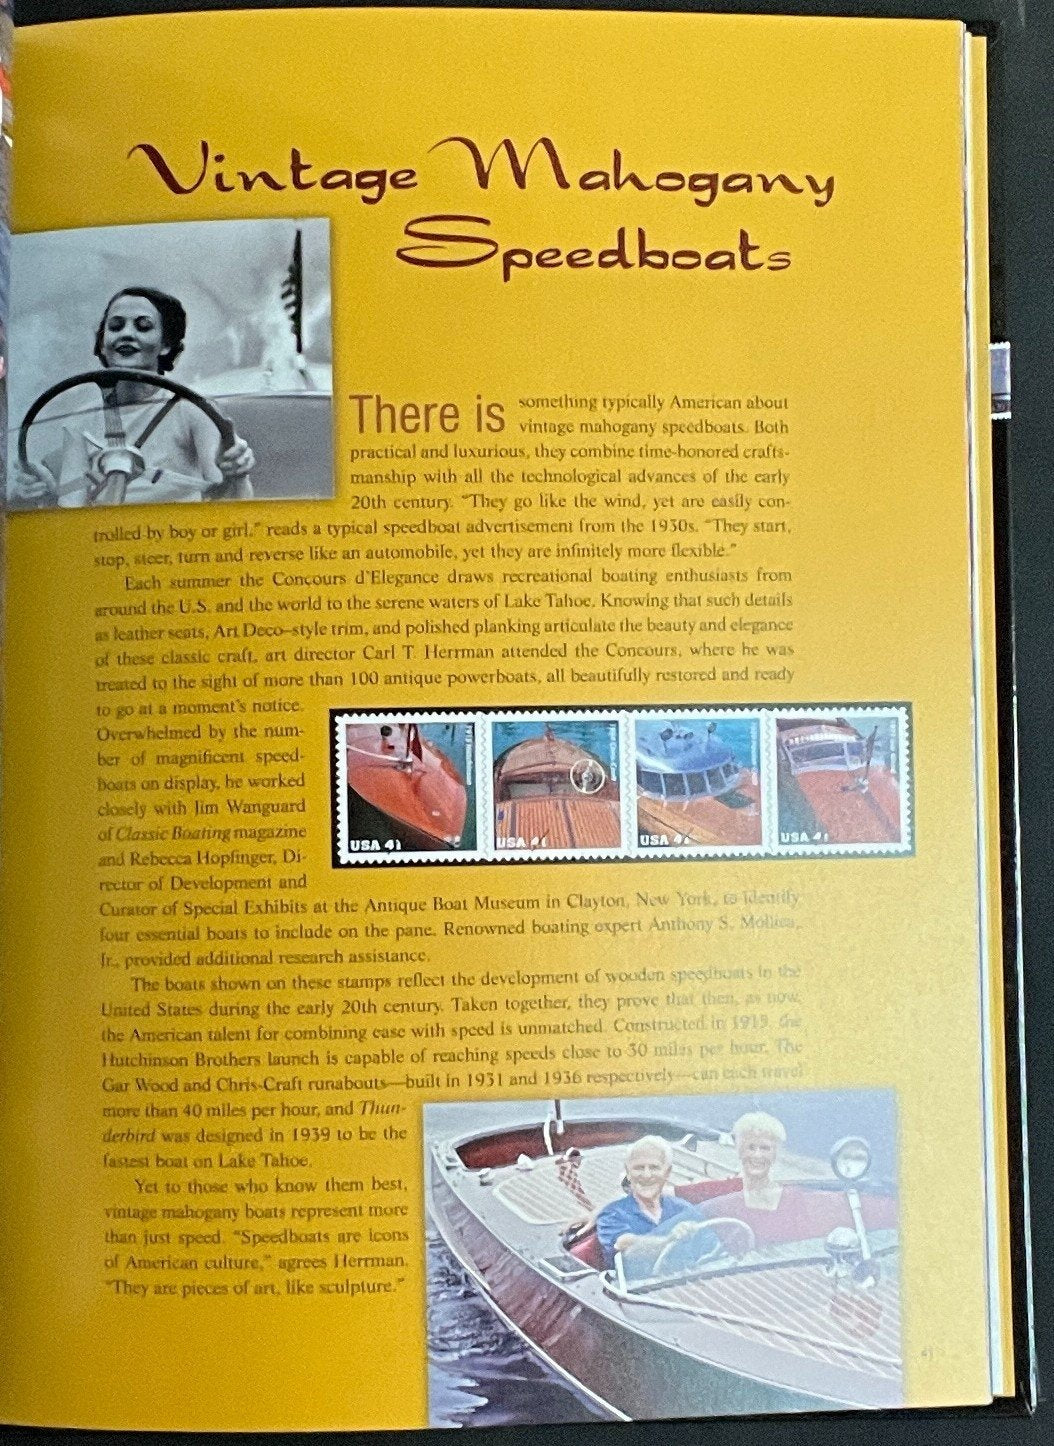 Vintage Mahogany
Speedboats
There is something typically American about
vintage mahogany speedboats. Both
practical and luxurious, they combine time-honored crafts-
manship with all the technological advances of the early
20th century. “They go like the wind, yet are easily con-
trolled by boy or girl,” reads a typical speedboat advertisement from the 1930s. “They start,
stop, steer, turn and reverse like an automobile, yet they are infinitely more flexible.”
Each summer the Concours d’Elegance draws recreational boating enthusiasts from
around the U.S. and the world to the serene waters of Lake Tahoe. Knowing that such details
as leather seats, Art Deco–style trim, and polished planking articulate the beauty and elegance
of these classic craft, art director Carl T. Herrman attended the Concours, where he was
treated to the sight of more than 100 antique powerboats, all beautifully restored and ready
to go at a moment’s notice.
Overwhelmed by the num-
ber of magnificent speed-
boats on display, he worked
closely with Jim Wanguard
of Classic Boating magazine
and Rebecca Hopfinger, Di-
rector of Development and
Curator of Special Exhibits at the Antique Boat Museum in Clayton, New York, to identify
four essential boats to include on the pane. Renowned boating expert Anthony S. Mollica,
Jr., provided additional research assistance.
The boats shown on these stamps reflect the development of wooden speedboats in the
United States during the early 20th century. Taken together, they prove that then, as now,
the American talent for combining ease with speed is unmatched. Constructed in 1915, the
Hutchinson Brothers launch is capable of reaching speeds close to 30 miles per hour. The
Gar Wood and Chris-Craft runabouts—built in 1931 and 1936 respectively—can each travel
more than 40 miles per hour, and Thun-
derbird was designed in 1939 to be the
fastest boat on Lake Tahoe.
Yet to those who know them best,
vintage mahogany boats represent more
than just speed. “Speedboats are icons
of American culture,” agrees Herrman.
“They are pieces of art, like sculpture.”
USA 41
USA 41
USA 41
USA 41
41